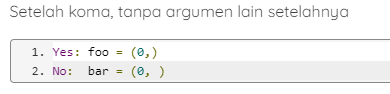 Setelah koma, tanpa argumen lain setelahnya
1. Yes: foo = (0,)
2. No:  bar = (0, )